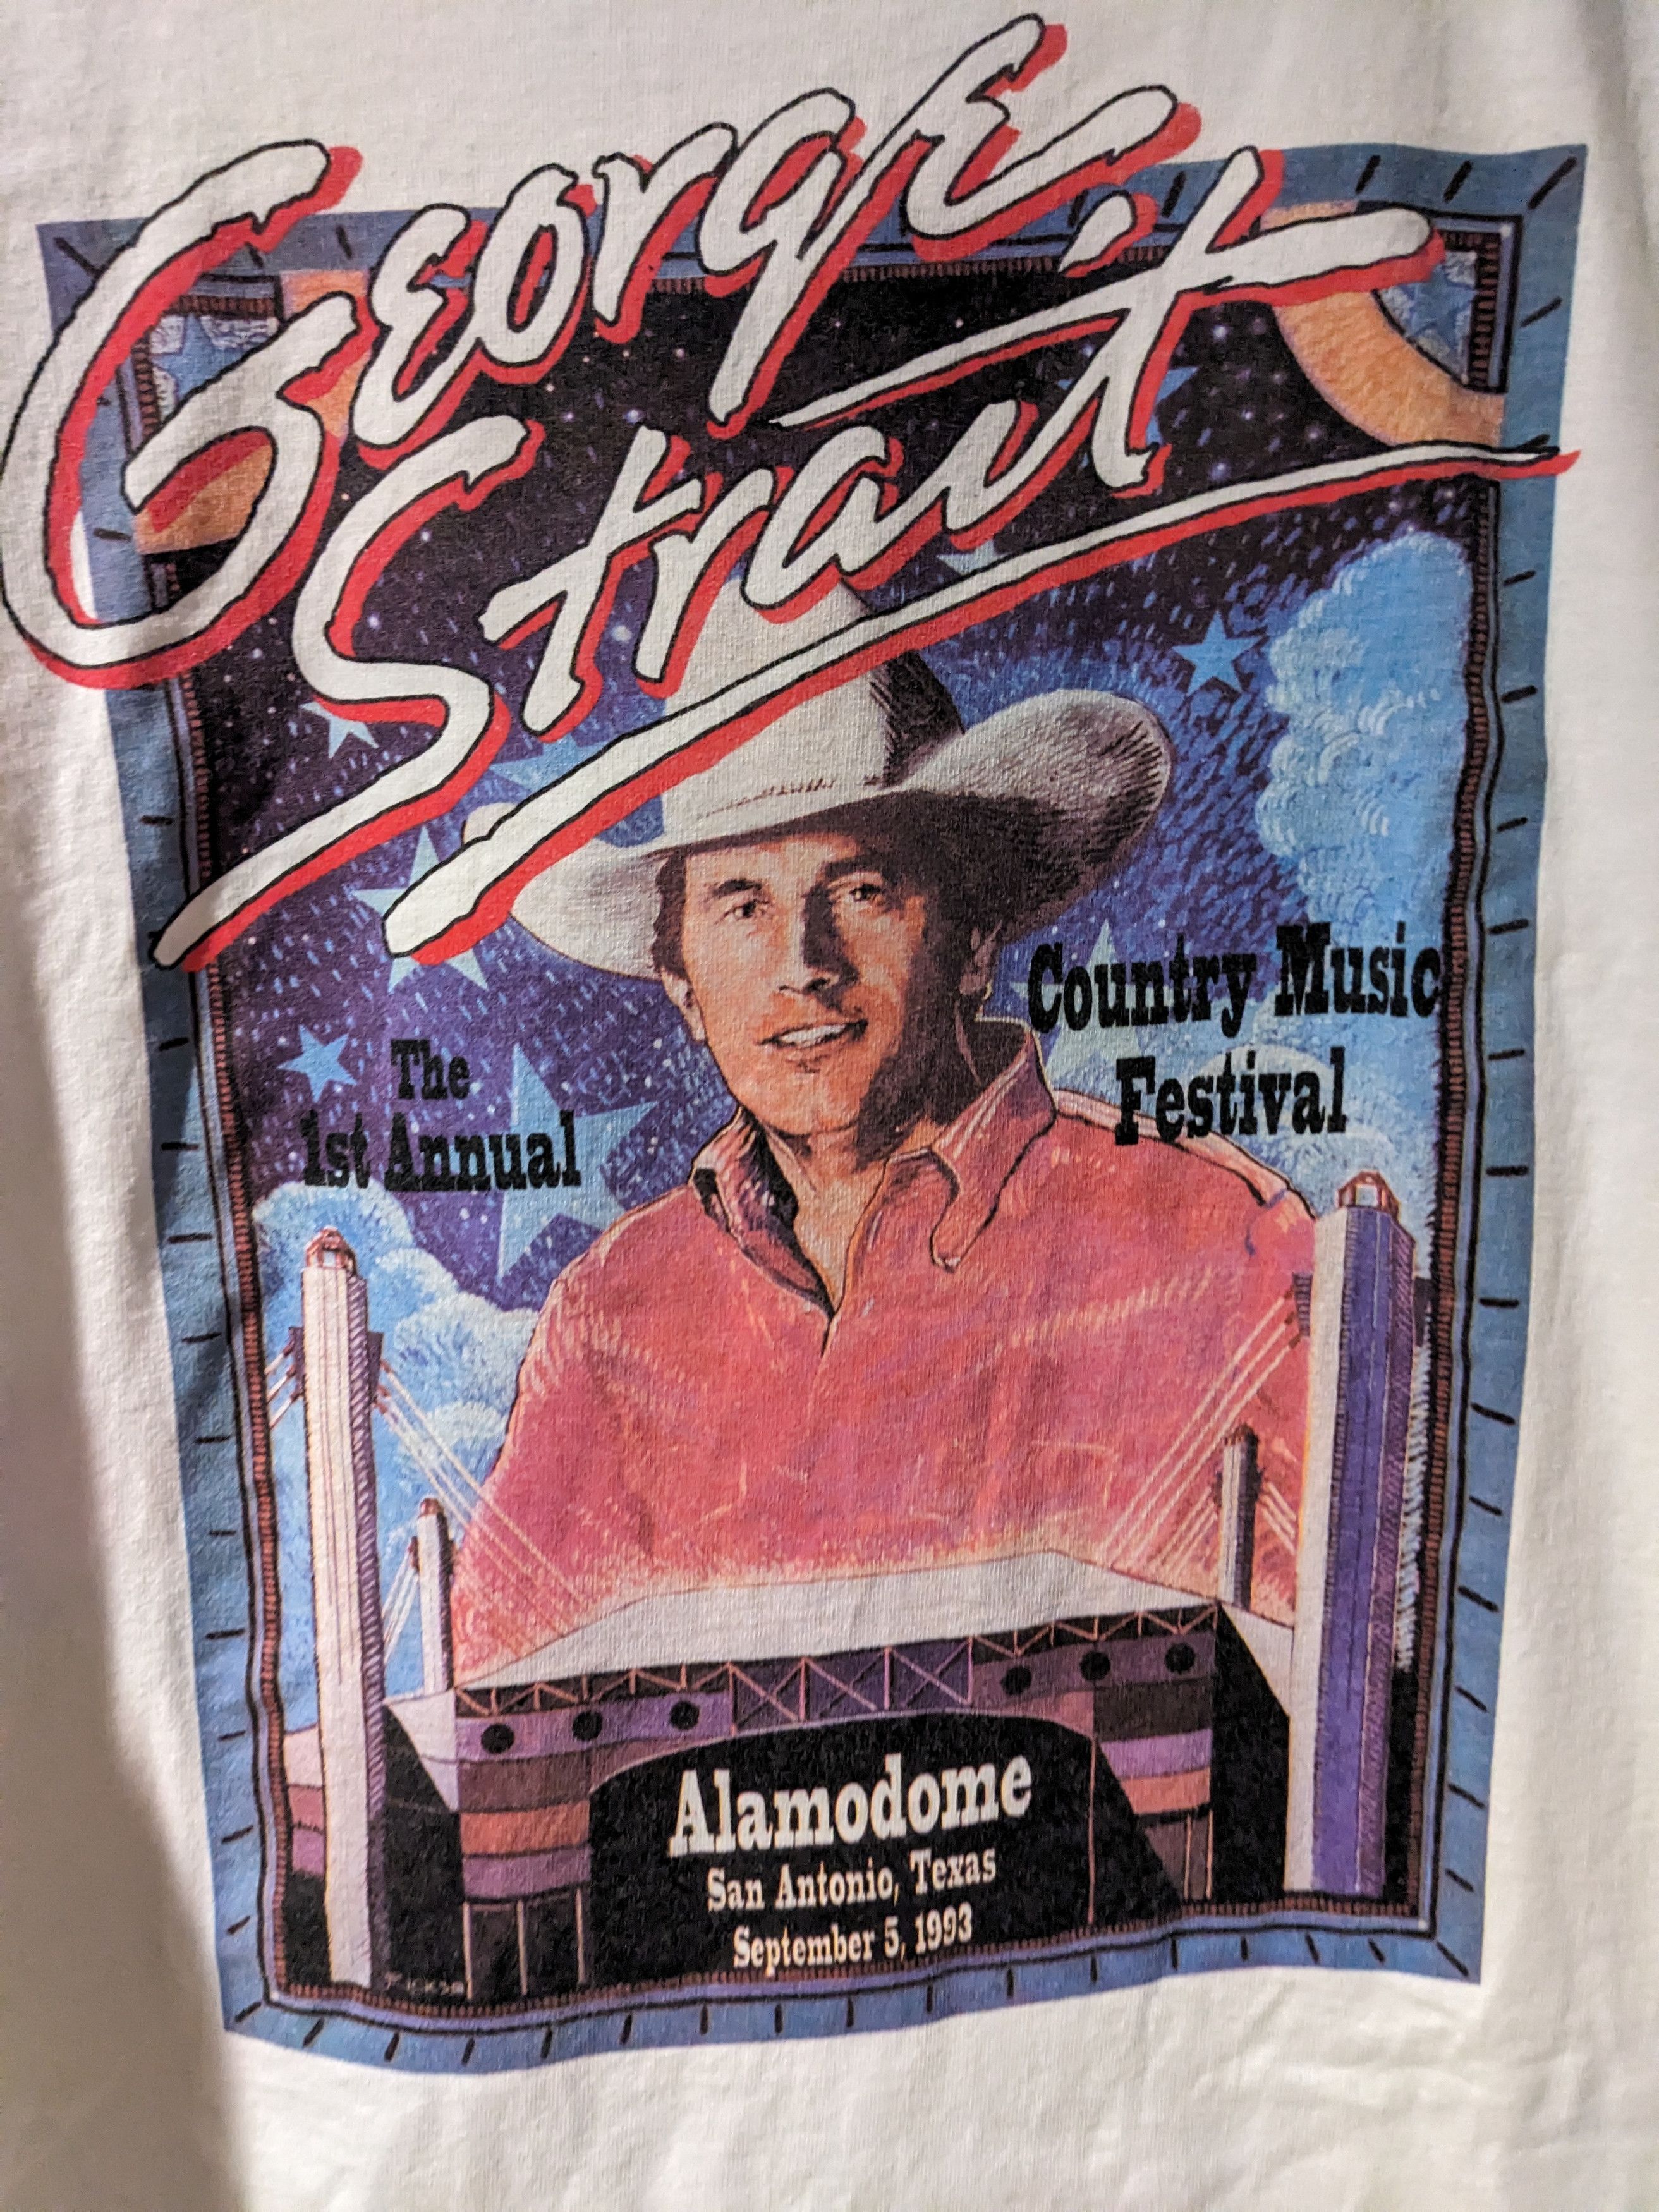 George
Strait
The
1st Annual
Country Music
Festival
Alamodome
San Antonio, Texas
September 5, 1993